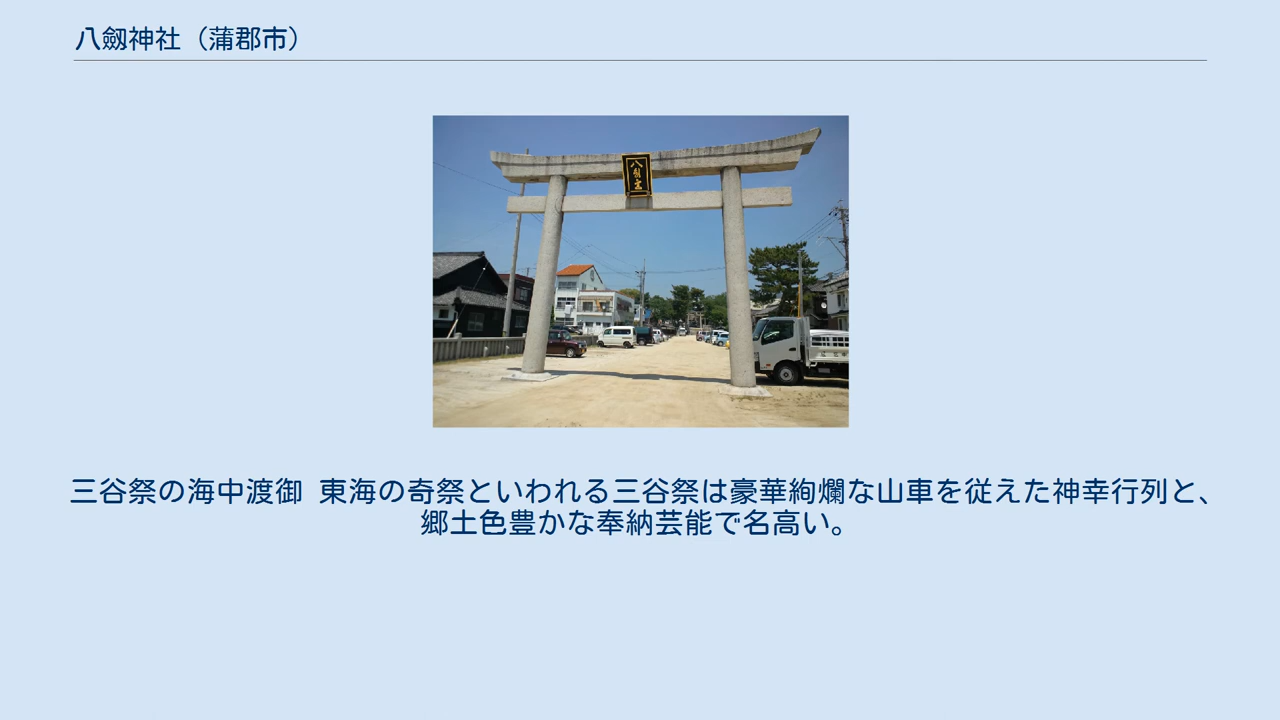 八劔神社（蒲郡市）
八劔宮
三谷祭の海中渡御 東海の奇祭といわれる三谷祭は豪華絢爛な山車を従えた神幸行列と、
郷土色豊かな奉納芸能で名高い。